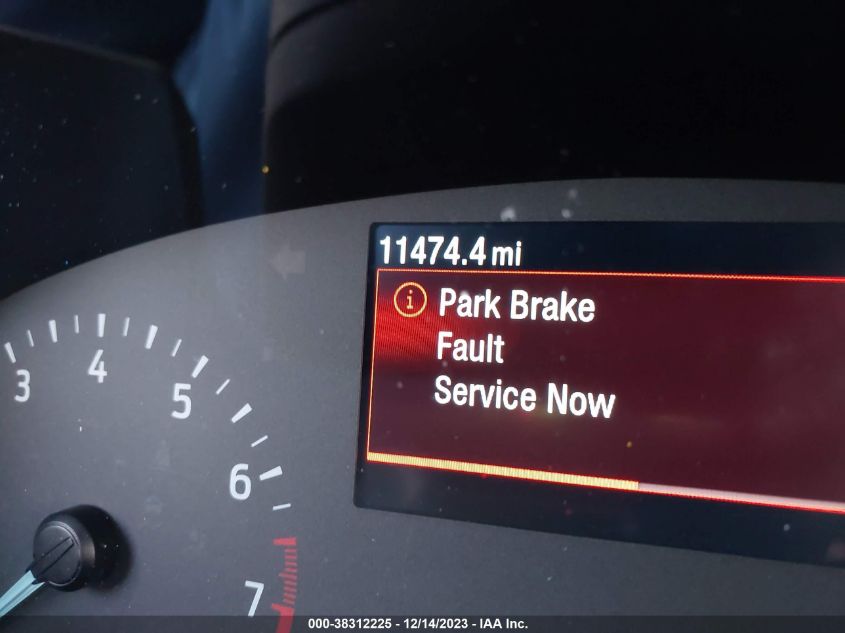 11474.4 mi
i Park Brake
Fault
Service Now
3
4
5
6
7
000-38312225 - 12/14/2023 - IAA Inc.